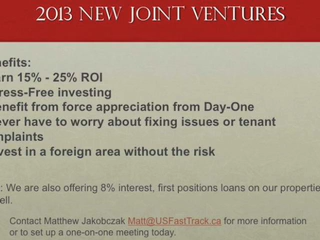 2013 NEW JOINT VENTURES
nefits:
arn 15% - 25% ROI
tress-Free investing
enefit from force appreciation from Day-One
ever have to worry about fixing issues or tenant
mplaints
vest in a foreign area without the risk
: We are also offering 8% interest, first positions loans on our propertie
ell.
Contact Matthew Jakobczak Matt@USFastTrack.ca for more information
or to set up a one-on-one meeting today.